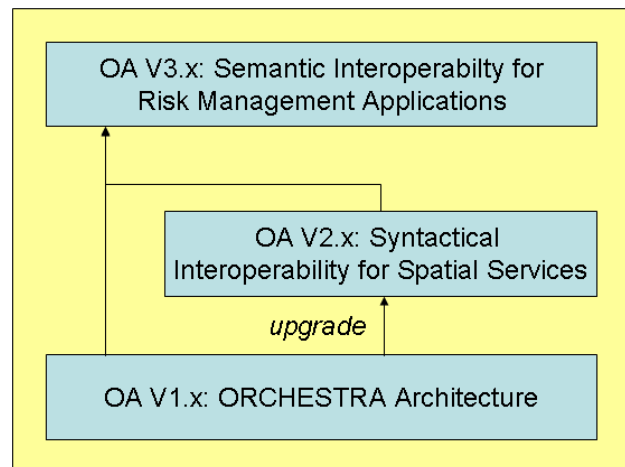 OA V3.x: Semantic Interoperabilty for
Risk Management Applications
OA V2.x: Syntactical
Interoperability for Spatial Services
upgrade
OA V1.x: ORCHESTRA Architecture